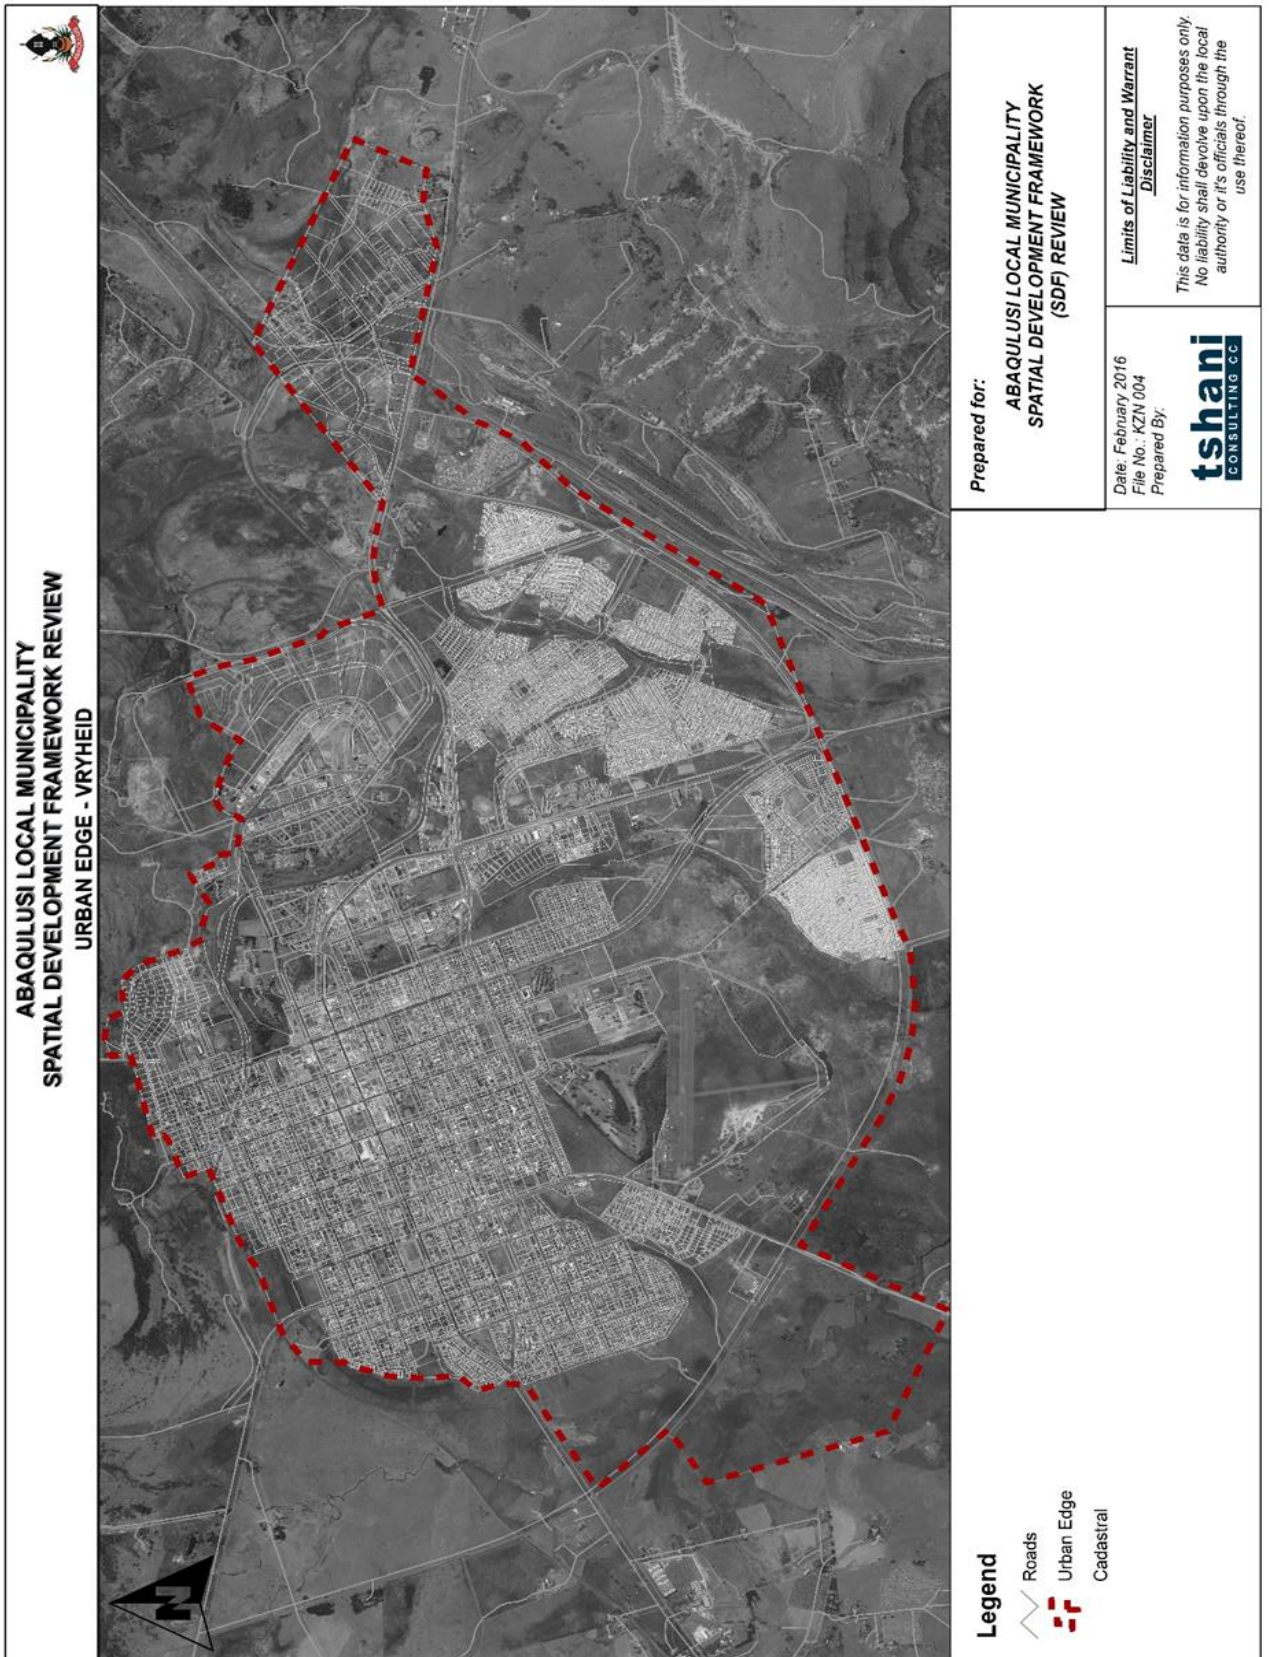 ABAQULUSI LOCAL MUNICIPALITY
SPATIAL DEVELOPMENT FRAMEWORK REVIEW
URBAN EDGE - VRYHEID
N
Legend
Roads
Urban Edge
Cadastral
Prepared for:
ABAQULUSI LOCAL MUNICIPALITY
SPATIAL DEVELOPMENT FRAMEWORK
(SDF) REVIEW
Date: February 2016
File No.: KZN 004
Prepared By:
tshani
CONSULTING CC
Limits of Liability and Warrant
Disclaimer
This data is for information purposes only.
No liability shall devolve upon the local
authority or it's officials through the
use thereof.